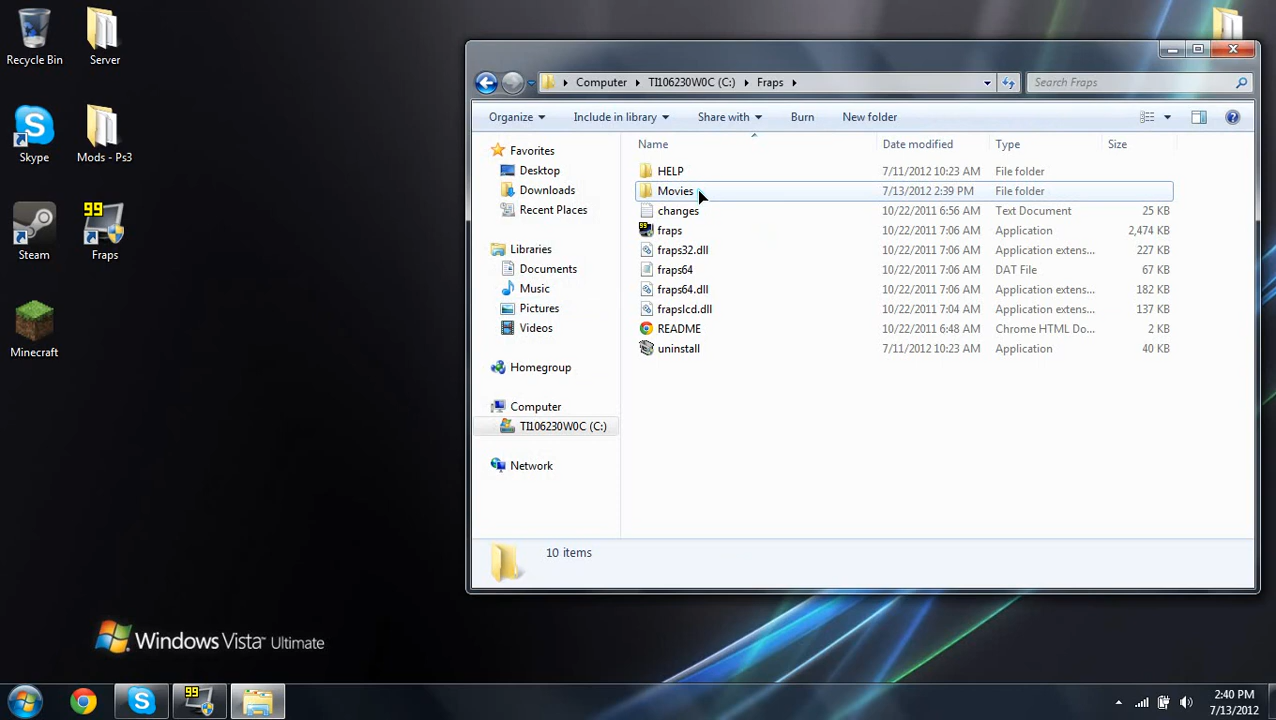 Recycle Bin
Server
Skype
Mods - Ps3
Steam
99
Fraps
Minecraft
Computer TI106230W0C (C:) Fraps
Search Fraps
Organize Include in library Share with Burn New folder
Favorites
Desktop
Downloads
Recent Places
Libraries
Documents
Music
Pictures
Videos
Homegroup
Computer
TI106230W0C (C:)
Network
Name Date modified Type Size
HELP 7/11/2012 10:23 AM File folder
Movies 7/13/2012 2:39 PM File folder
changes 10/22/2011 6:56 AM Text Document 25 KB
fraps 10/22/2011 7:06 AM Application 2,474 KB
fraps32.dll 10/22/2011 7:06 AM Application extens... 227 KB
fraps64 10/22/2011 7:06 AM DAT File 67 KB
fraps64.dll 10/22/2011 7:06 AM Application extens... 182 KB
frapslcd.dll 10/22/2011 7:04 AM Application extens... 137 KB
README 10/22/2011 6:48 AM Chrome HTML Do... 2 KB
uninstall 7/11/2012 10:23 AM Application 40 KB
10 items
Windows Vista™ Ultimate
99
2:40 PM
7/13/2012